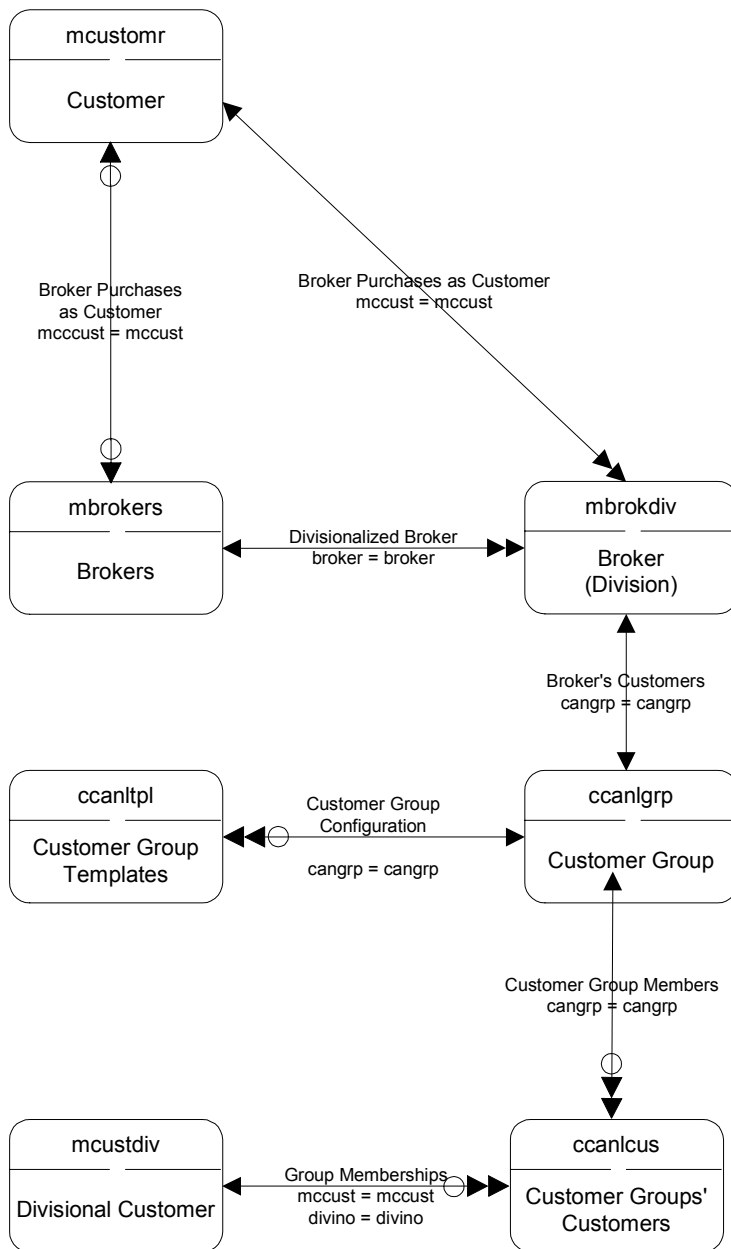 mcustomr
Customer
Broker Purchases
as Customer
mcccust = mccust
Broker Purchases as Customer
mccust = mccust
mbrokers
Brokers
Divisionalized Broker
broker = broker
mbrokdiv
Broker
(Division)
Broker's Customers
cangrp = cangrp
ccanltpl
Customer Group
Templates
Customer Group
Configuration
cangrp = cangrp
ccanlgrp
Customer Group
Customer Group Members
cangrp = cangrp
mcustdiv
Divisional Customer
Group Memberships
mccust = mccust
divino = divino
ccanlcus
Customer Groups'
Customers